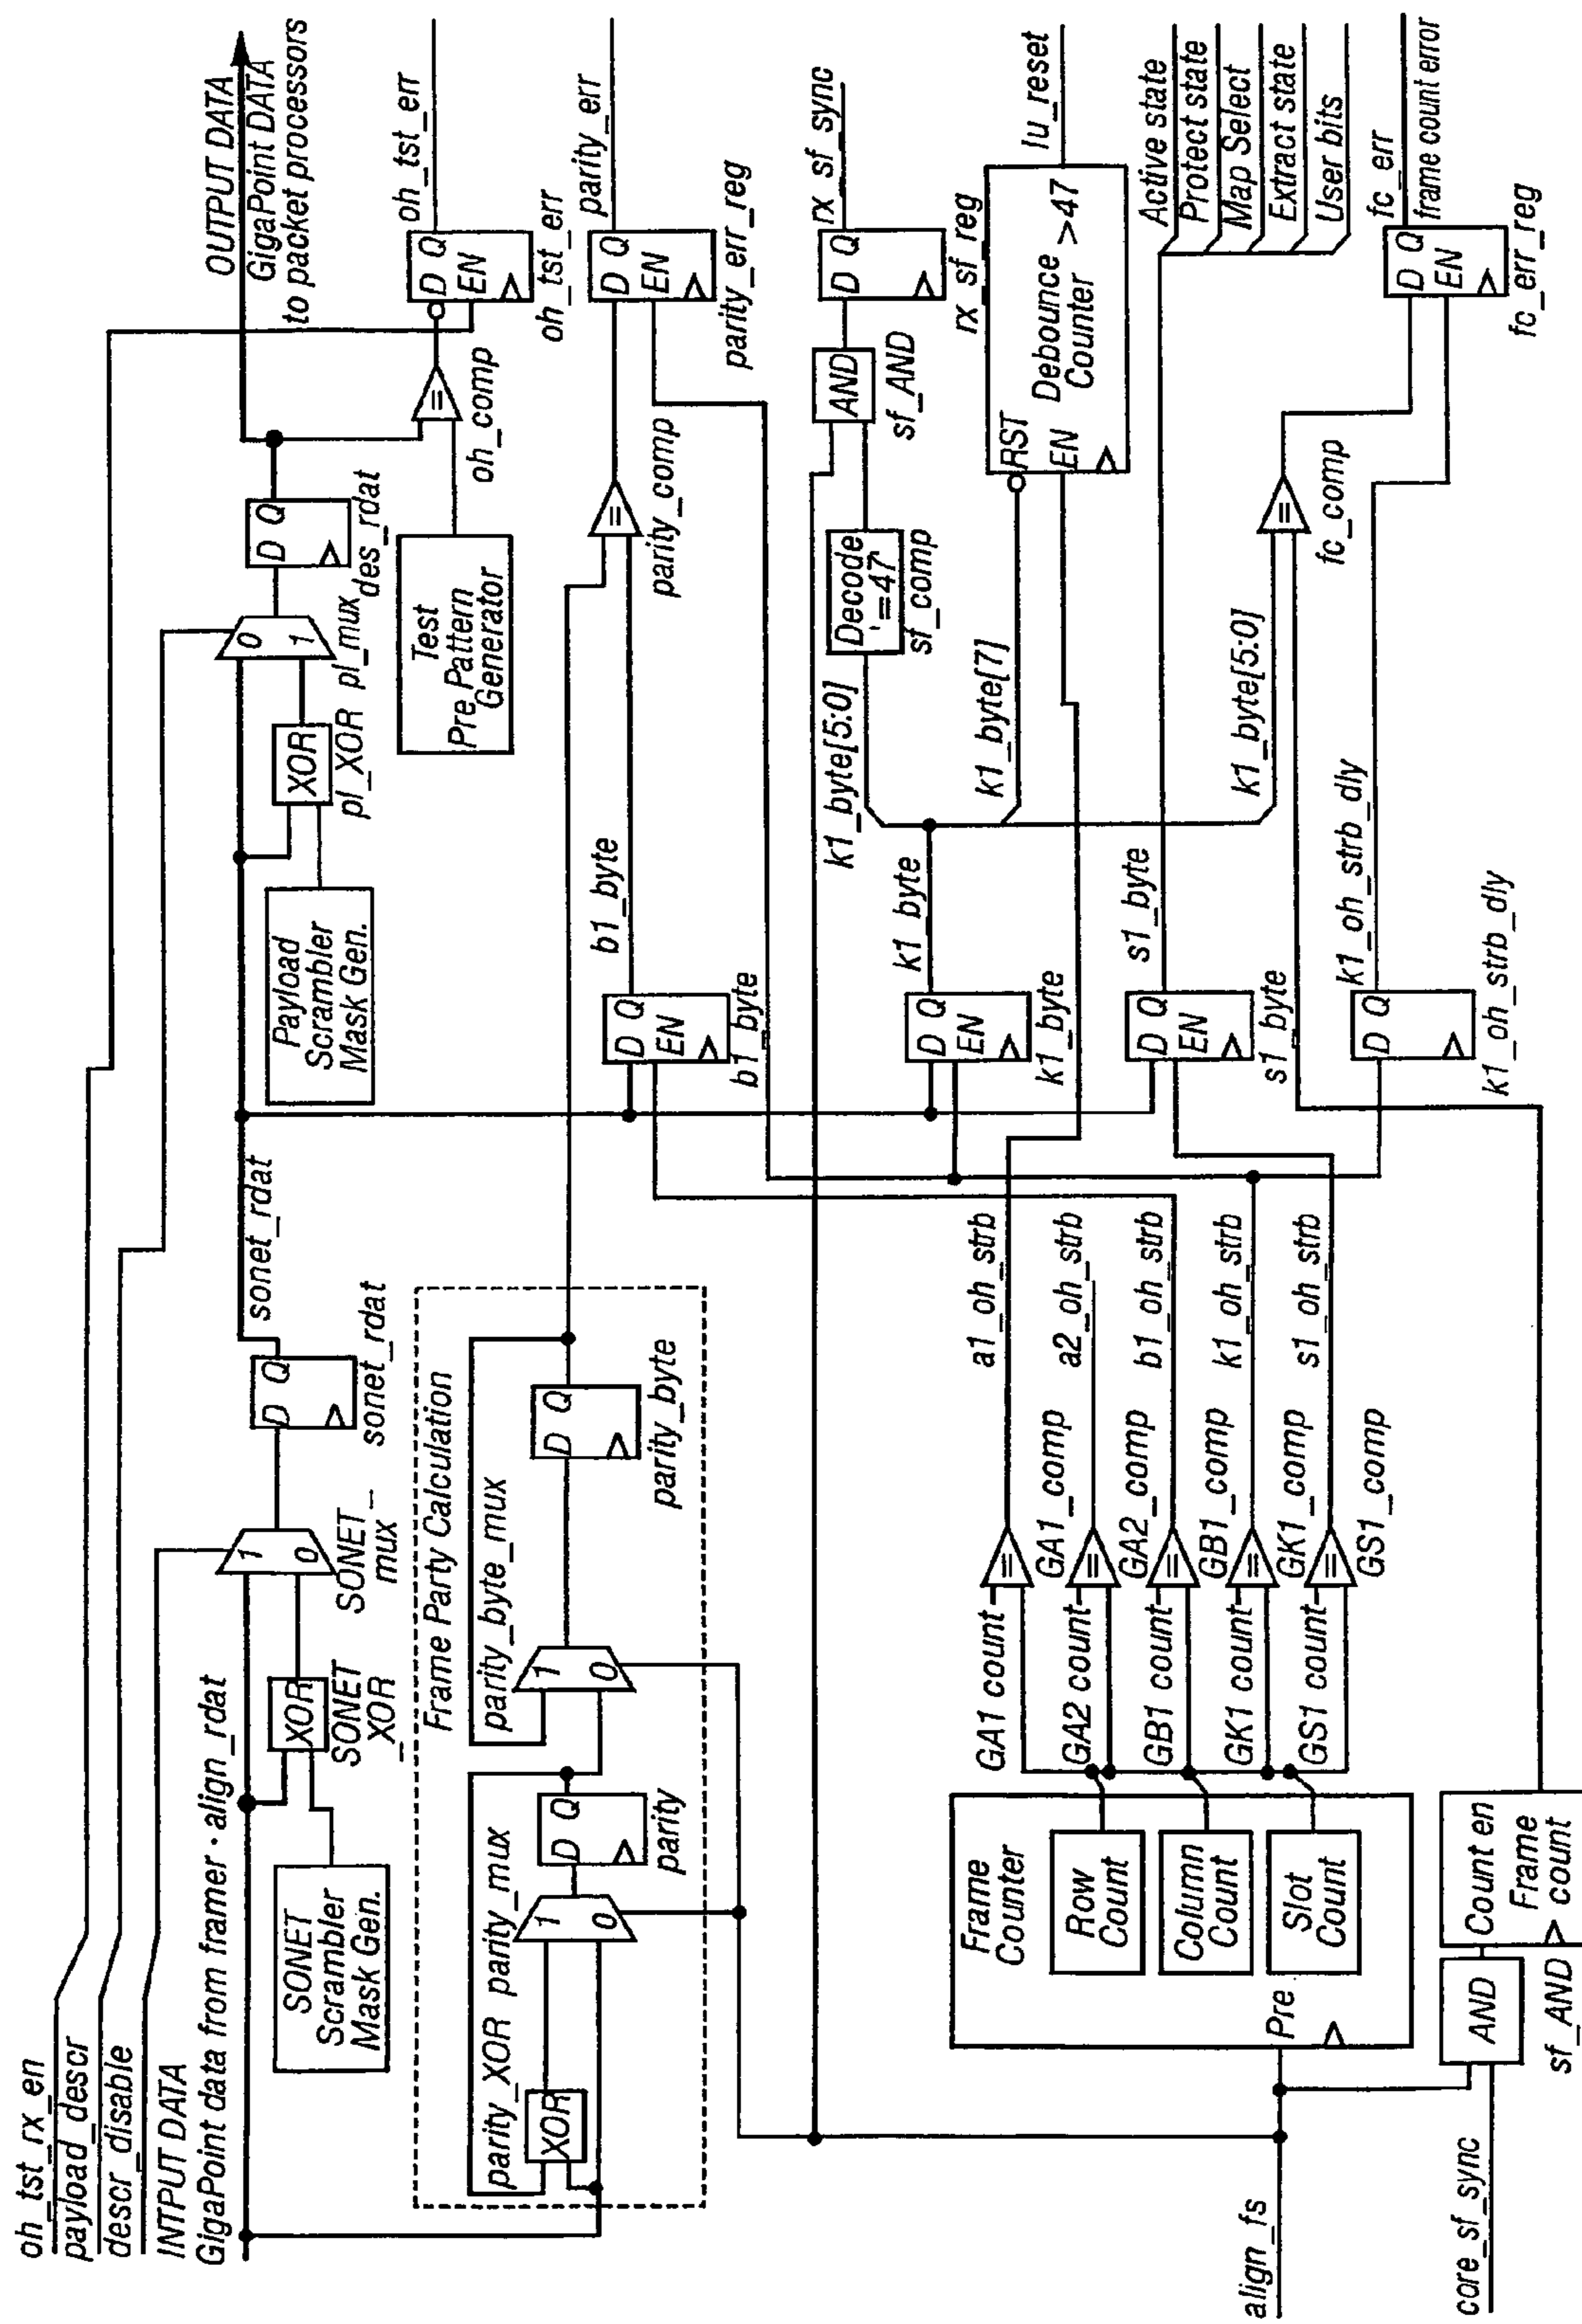 oh_tst_rx_en
payload_descr
descr_disable
INTPUT DATA
GigaPoint data from framer · align_rdat
SONET
Scrambler
Mask Gen.
XOR
SONET
_XOR
1
0
SONET_
mux
D Q
sonet_rdat
sonet_rdat
Payload
Scrambler
Mask Gen.
XOR
pl_XOR
0
1
pl_mux
D Q
des_rdat
OUTPUT DATA
GigaPoint DATA
to packet processors
Test
Pre Pattern
Generator
=
oh_comp
D Q
EN
oh_tst_err
oh_tst_err
Frame Party Calculation
parity_XOR
XOR
parity_mux
1
0
D Q
parity
parity_byte_mux
1
0
D Q
parity_byte
b1_byte
D Q
EN
b1_byte
=
parity_comp
D Q
EN
parity_err
parity_err_reg
k1_byte
D Q
EN
k1_byte
k1_byte[5:0]
Decode
'=47'
sf_comp
AND
sf_AND
D Q
rx_sf_sync
rx_sf_reg
k1_byte[7]
RST
EN
Debounce >47
Counter
lu_reset
s1_byte
D Q
EN
s1_byte
Active state
Protect state
Map Select
Extract state
User bits
k1_byte[5:0]
=
fc_comp
k1_oh_strb_dly
D Q
k1_oh_strb_dly
D Q
EN
fc_err
frame count error
fc_err_reg
align_fs
Pre
Frame
Counter
Row
Count
Column
Count
Slot
Count
GA1 count
=
GA1_comp
a1_oh_strb
GA2 count
=
GA2_comp
a2_oh_strb
GB1 count
=
GB1_comp
b1_oh_strb
GK1 count
=
GK1_comp
k1_oh_strb
GS1 count
=
GS1_comp
s1_oh_strb
core_sf_sync
AND
sf_AND
Count en
Frame
count